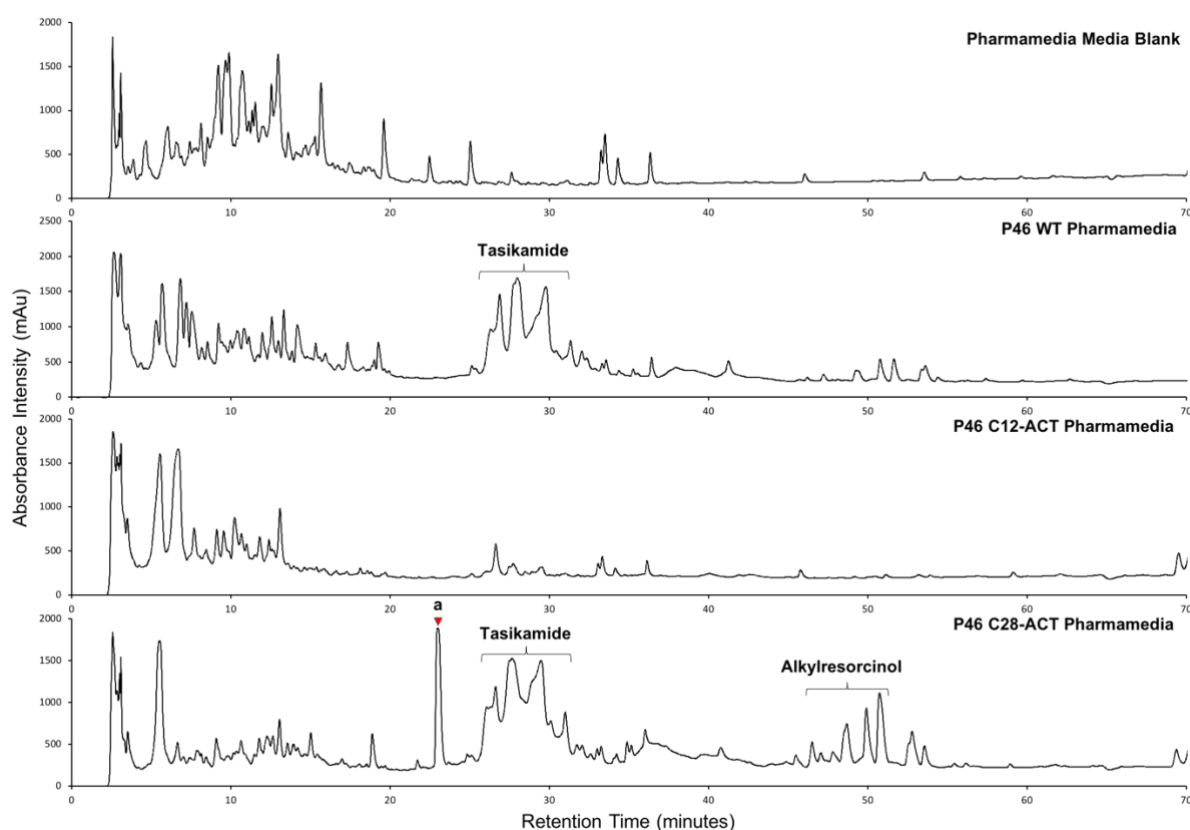 Pharmamedia Media Blank
2000
1500
1000
500
0
0 10 20 30 40 50 60 70
P46 WT Pharmamedia
Tasikamide
2500
2000
1500
1000
500
0
0 10 20 30 40 50 60 70
P46 C12-ACT Pharmamedia
2000
1500
1000
500
0
0 10 20 30 40 50 60 70
a
P46 C28-ACT Pharmamedia
Tasikamide
Alkylresorcinol
2000
1500
1000
500
0
0 10 20 30 40 50 60 70
Absorbance Intensity (mAu)
Retention Time (minutes)